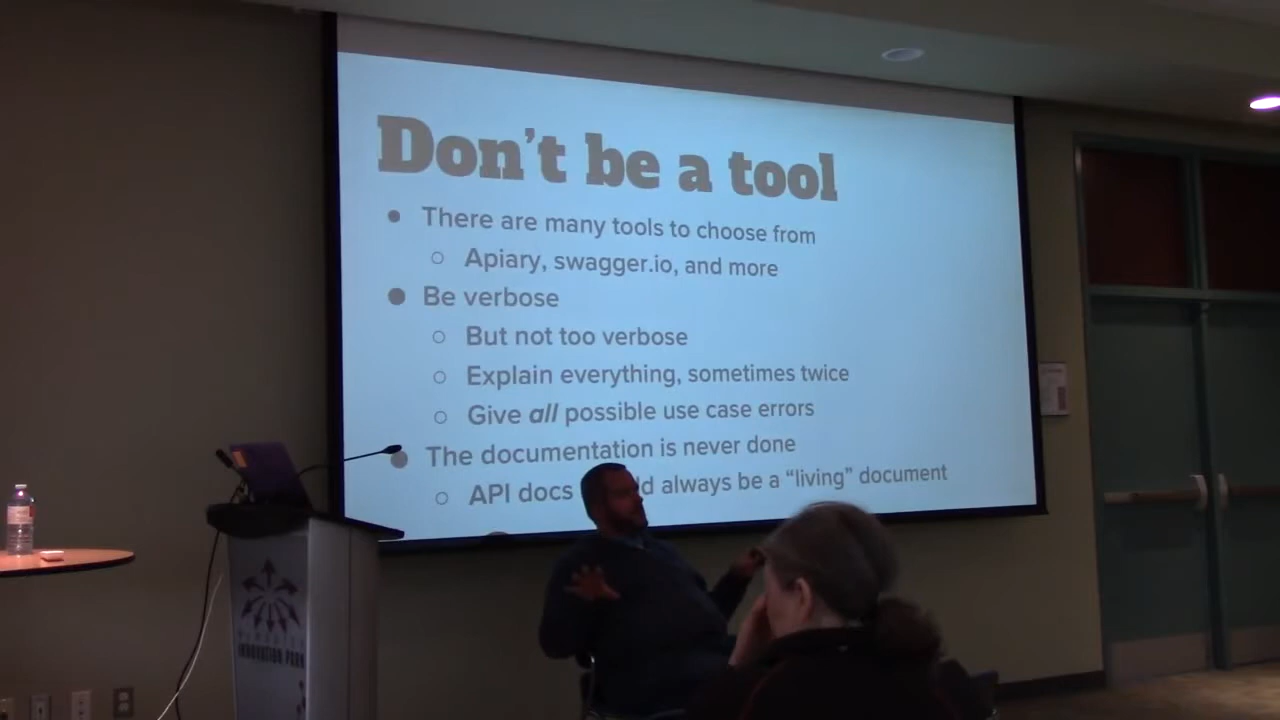 Don't be a tool
There are many tools to choose from
Apiary, swagger.io, and more
Be verbose
But not too verbose
Explain everything, sometimes twice
Give all possible use case errors
The documentation is never done
API docs always be a “living” document
INNOVATION PARK